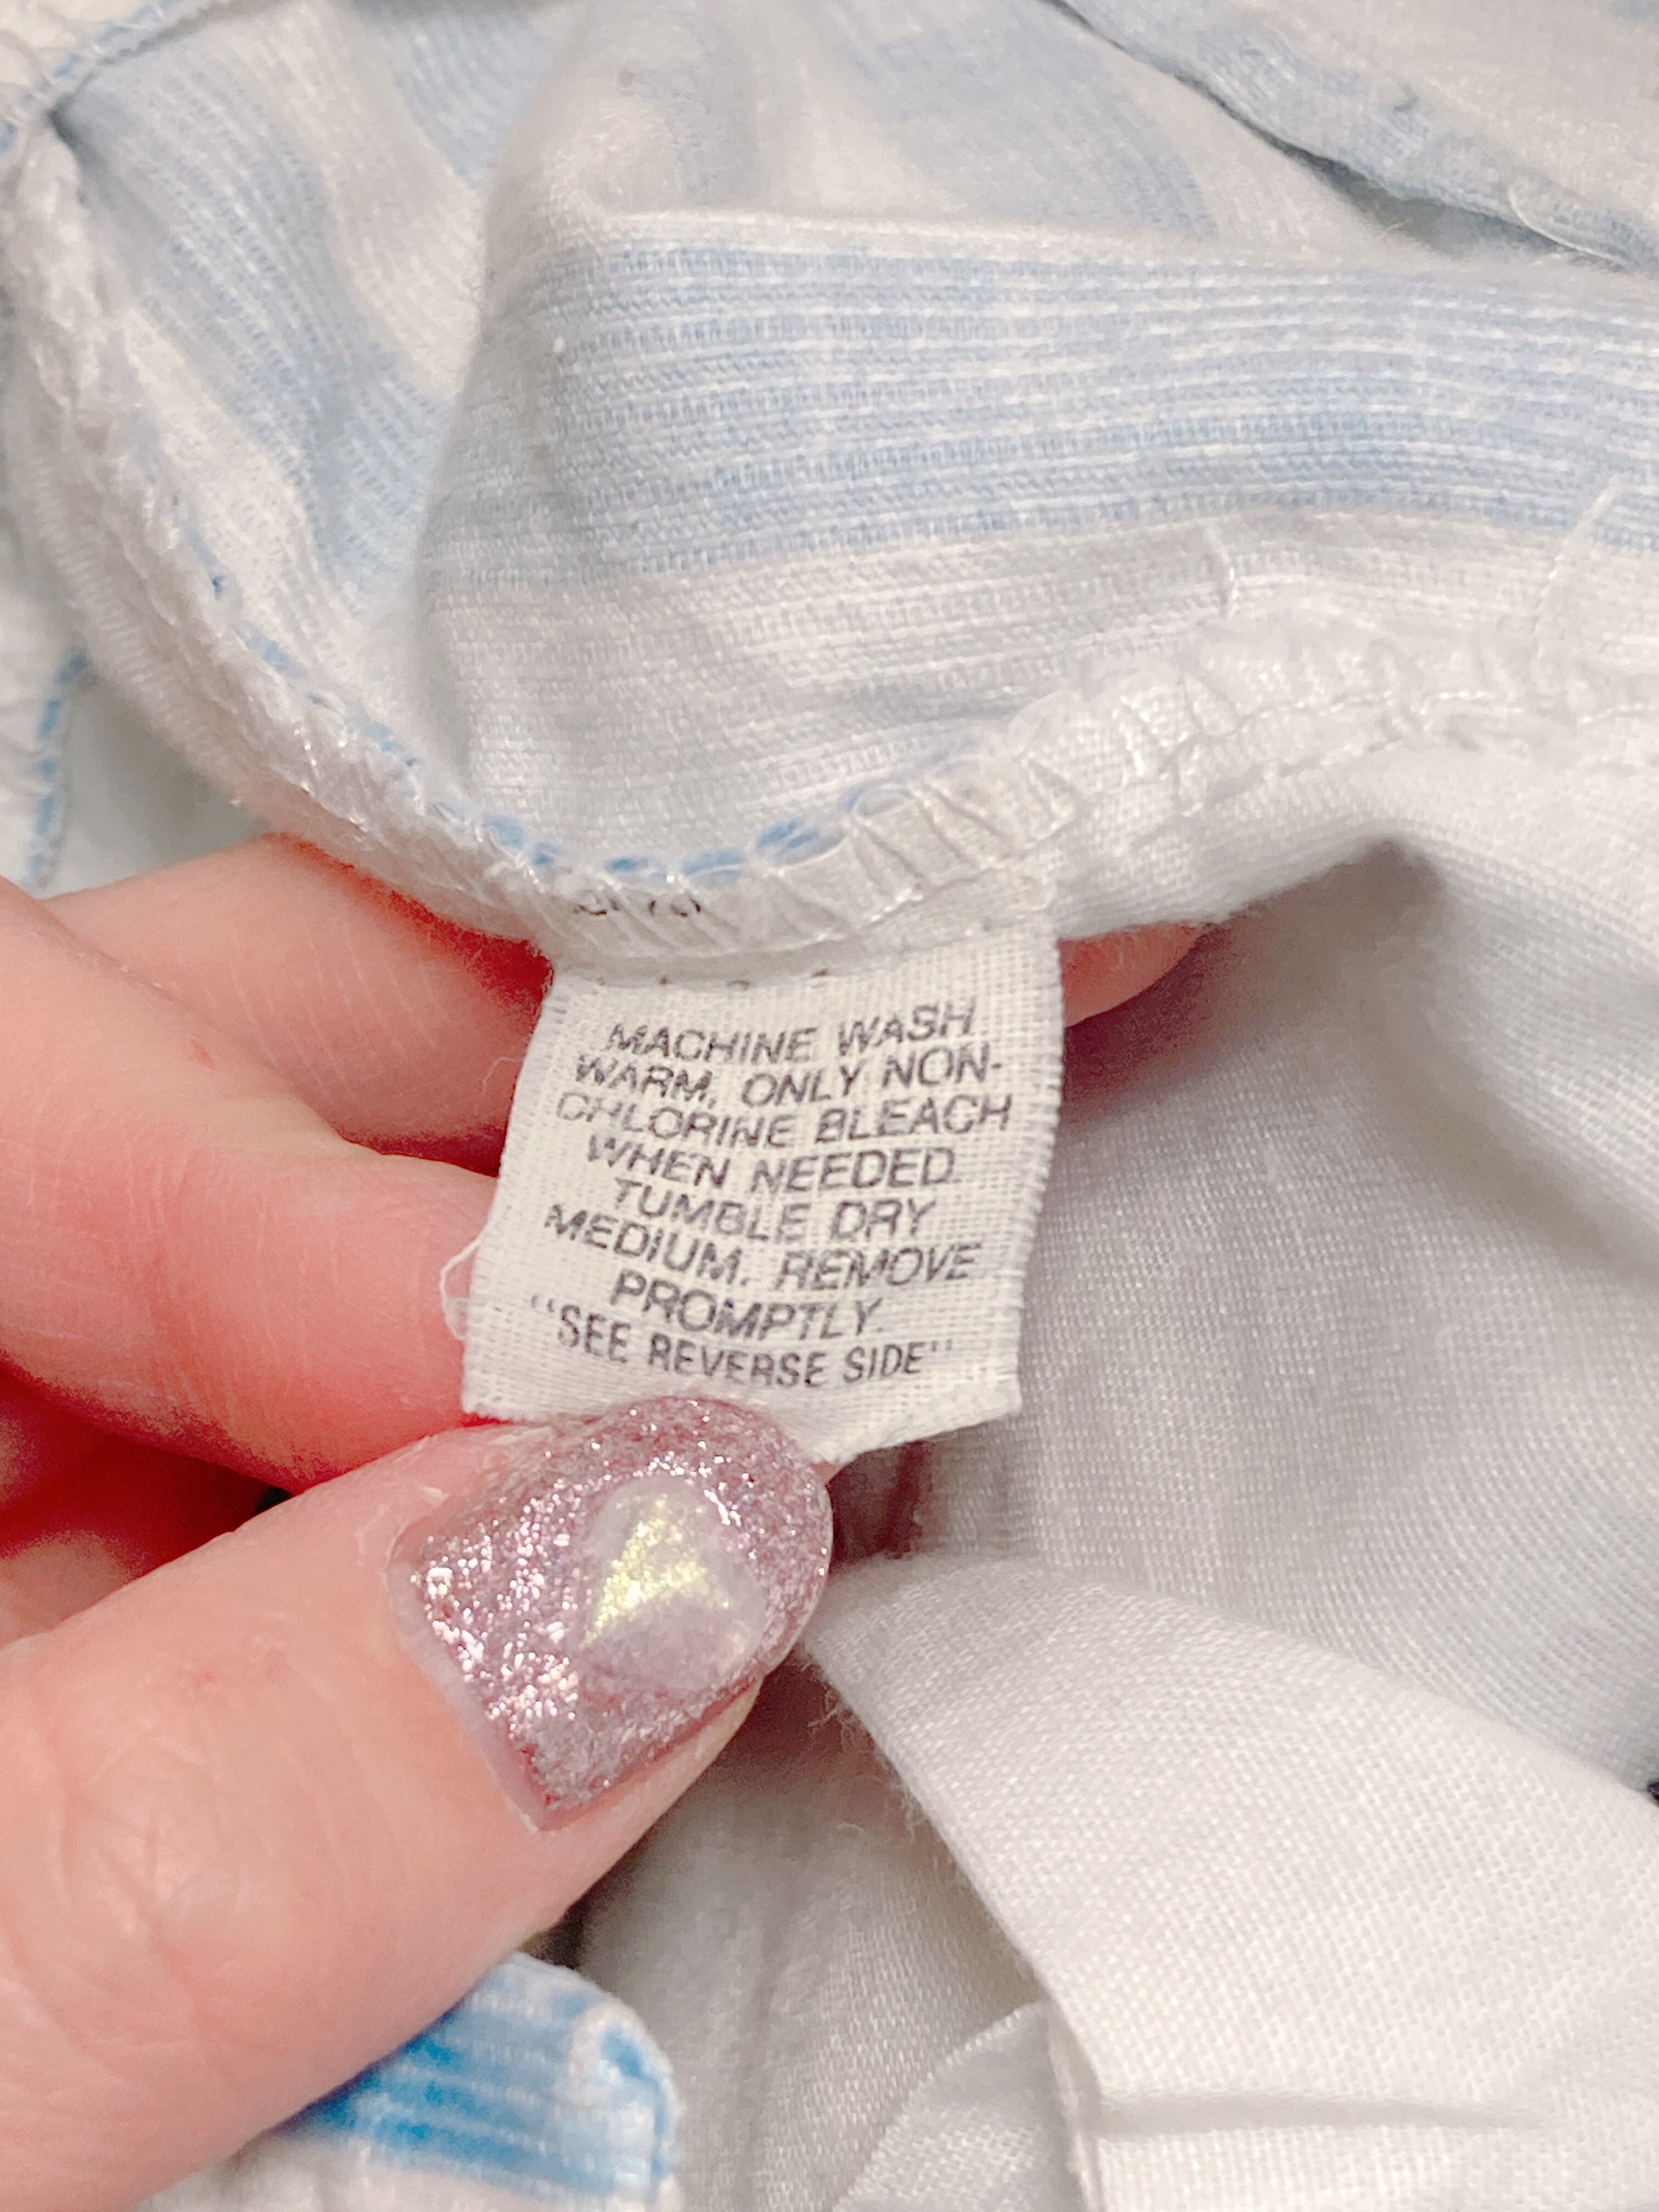 MACHINE WASH
WARM, ONLY NON-
CHLORINE BLEACH
WHEN NEEDED.
TUMBLE DRY
MEDIUM. REMOVE
PROMPTLY.
"SEE REVERSE SIDE"